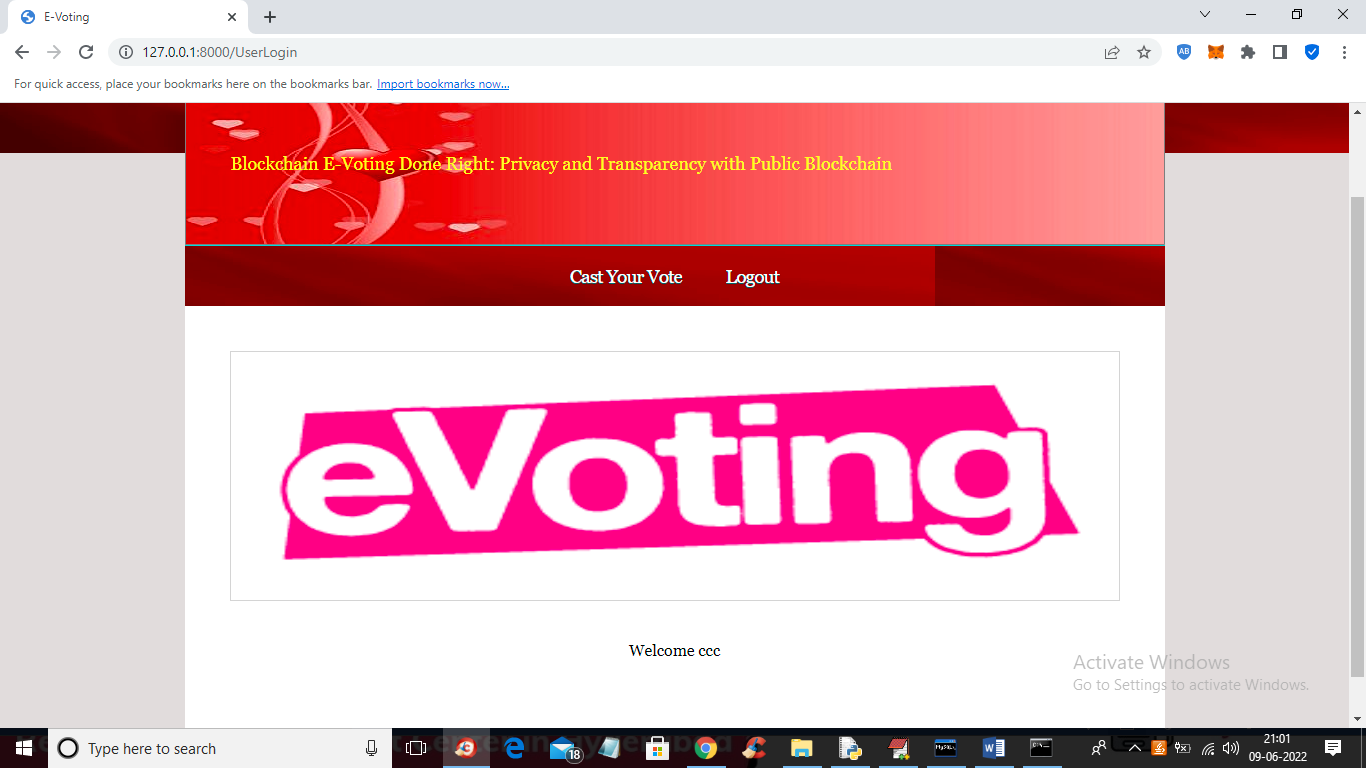 E-Voting
127.0.0.1:8000/UserLogin
AB
For quick access, place your bookmarks here on the bookmarks bar. Import bookmarks now...
Blockchain E-Voting Done Right: Privacy and Transparency with Public Blockchain
Cast Your Vote Logout
eVoting
Welcome ccc
Activate Windows
Go to Settings to activate Windows.
Type here to search
18
MySQL
21:01
09-06-2022